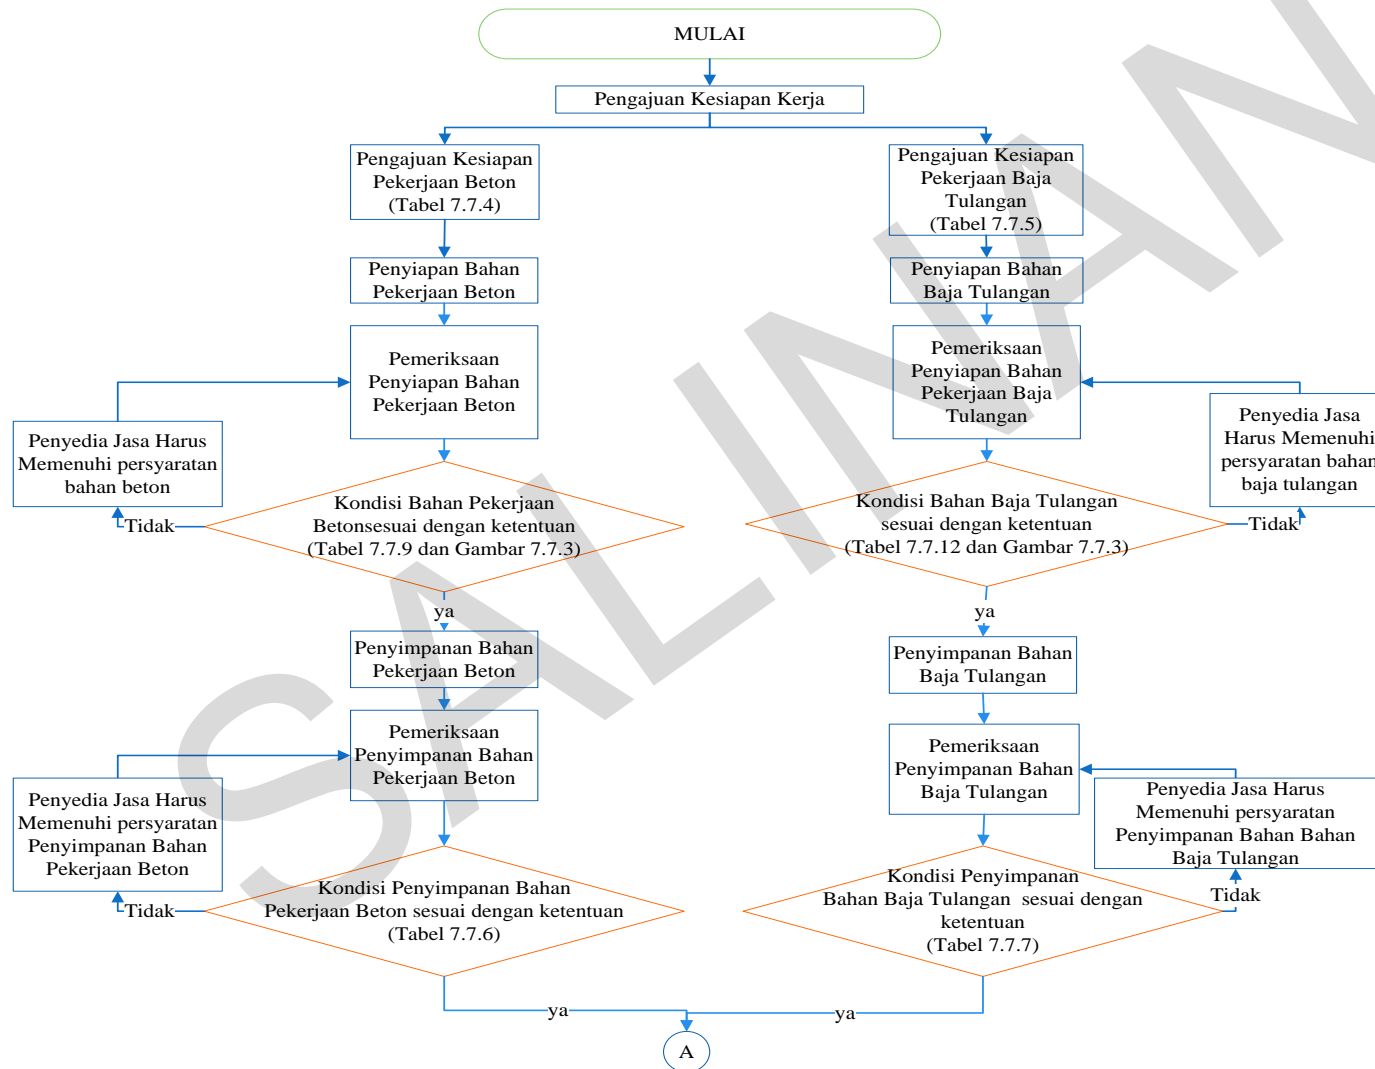 MULAI
Pengajuan Kesiapan Kerja
Pengajuan Kesiapan
Pekerjaan Beton
(Tabel 7.7.4)
Pengajuan Kesiapan
Pekerjaan Baja
Tulangan
(Tabel 7.7.5)
Penyiapan Bahan
Pekerjaan Beton
Penyiapan Bahan
Baja Tulangan
Pemeriksaan
Penyiapan Bahan
Pekerjaan Beton
Pemeriksaan
Penyiapan Bahan
Pekerjaan Baja
Tulangan
Penyedia Jasa Harus
Memenuhi persyaratan
bahan beton
Penyedia Jasa
Harus Memenuhi
persyaratan bahan
baja tulangan
Kondisi Bahan Pekerjaan
Betonsesuai dengan ketentuan
(Tabel 7.7.9 dan Gambar 7.7.3)
Tidak
Kondisi Bahan Baja Tulangan
sesuai dengan ketentuan
(Tabel 7.7.12 dan Gambar 7.7.3)
Tidak
ya
ya
Penyimpanan Bahan
Pekerjaan Beton
Penyimpanan Bahan
Baja Tulangan
Pemeriksaan
Penyimpanan Bahan
Pekerjaan Beton
Pemeriksaan
Penyimpanan Bahan
Baja Tulangan
Penyedia Jasa Harus
Memenuhi persyaratan
Penyimpanan Bahan
Pekerjaan Beton
Penyedia Jasa Harus
Memenuhi persyaratan
Penyimpanan Bahan Bahan
Baja Tulangan
Kondisi Penyimpanan Bahan
Pekerjaan Beton sesuai dengan ketentuan
(Tabel 7.7.6)
Tidak
Kondisi Penyimpanan
Bahan Baja Tulangan  sesuai dengan
ketentuan
(Tabel 7.7.7)
Tidak
ya
ya
A
SALINAN